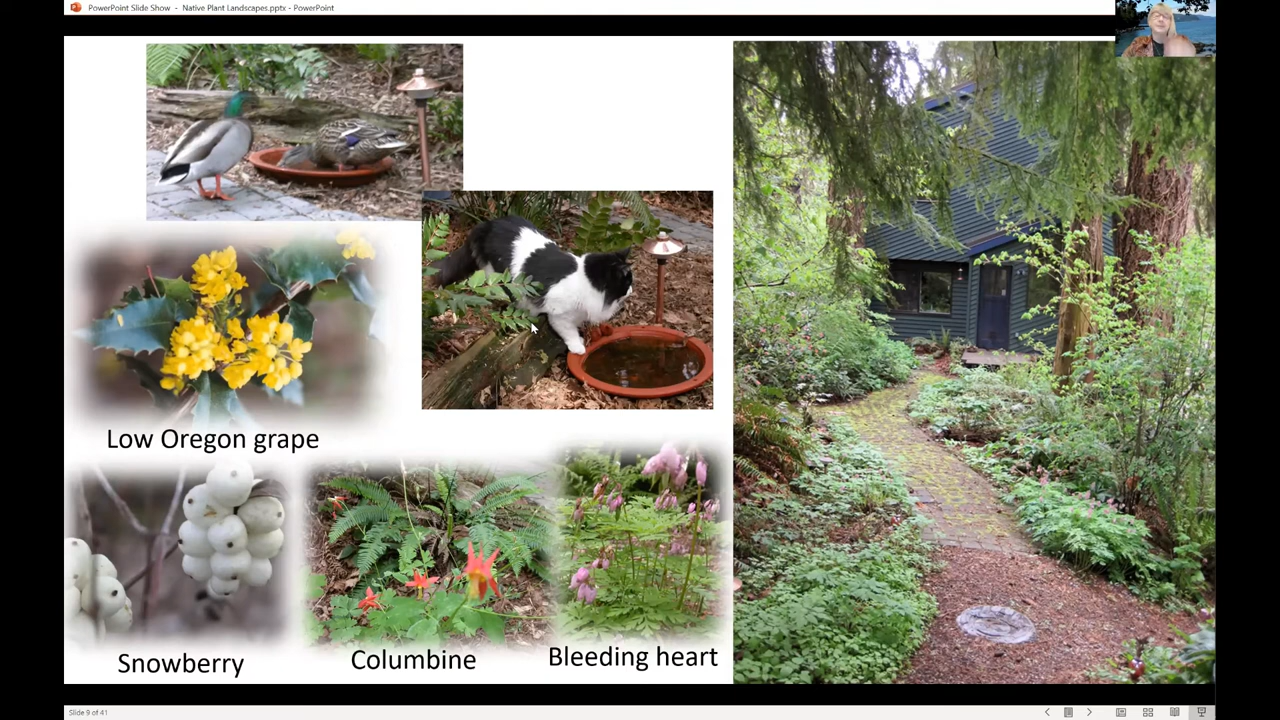 PowerPoint Slide Show - Native Plant Landscapes.pptx - PowerPoint
Low Oregon grape
Snowberry
Columbine
Bleeding heart
Slide 9 of 41